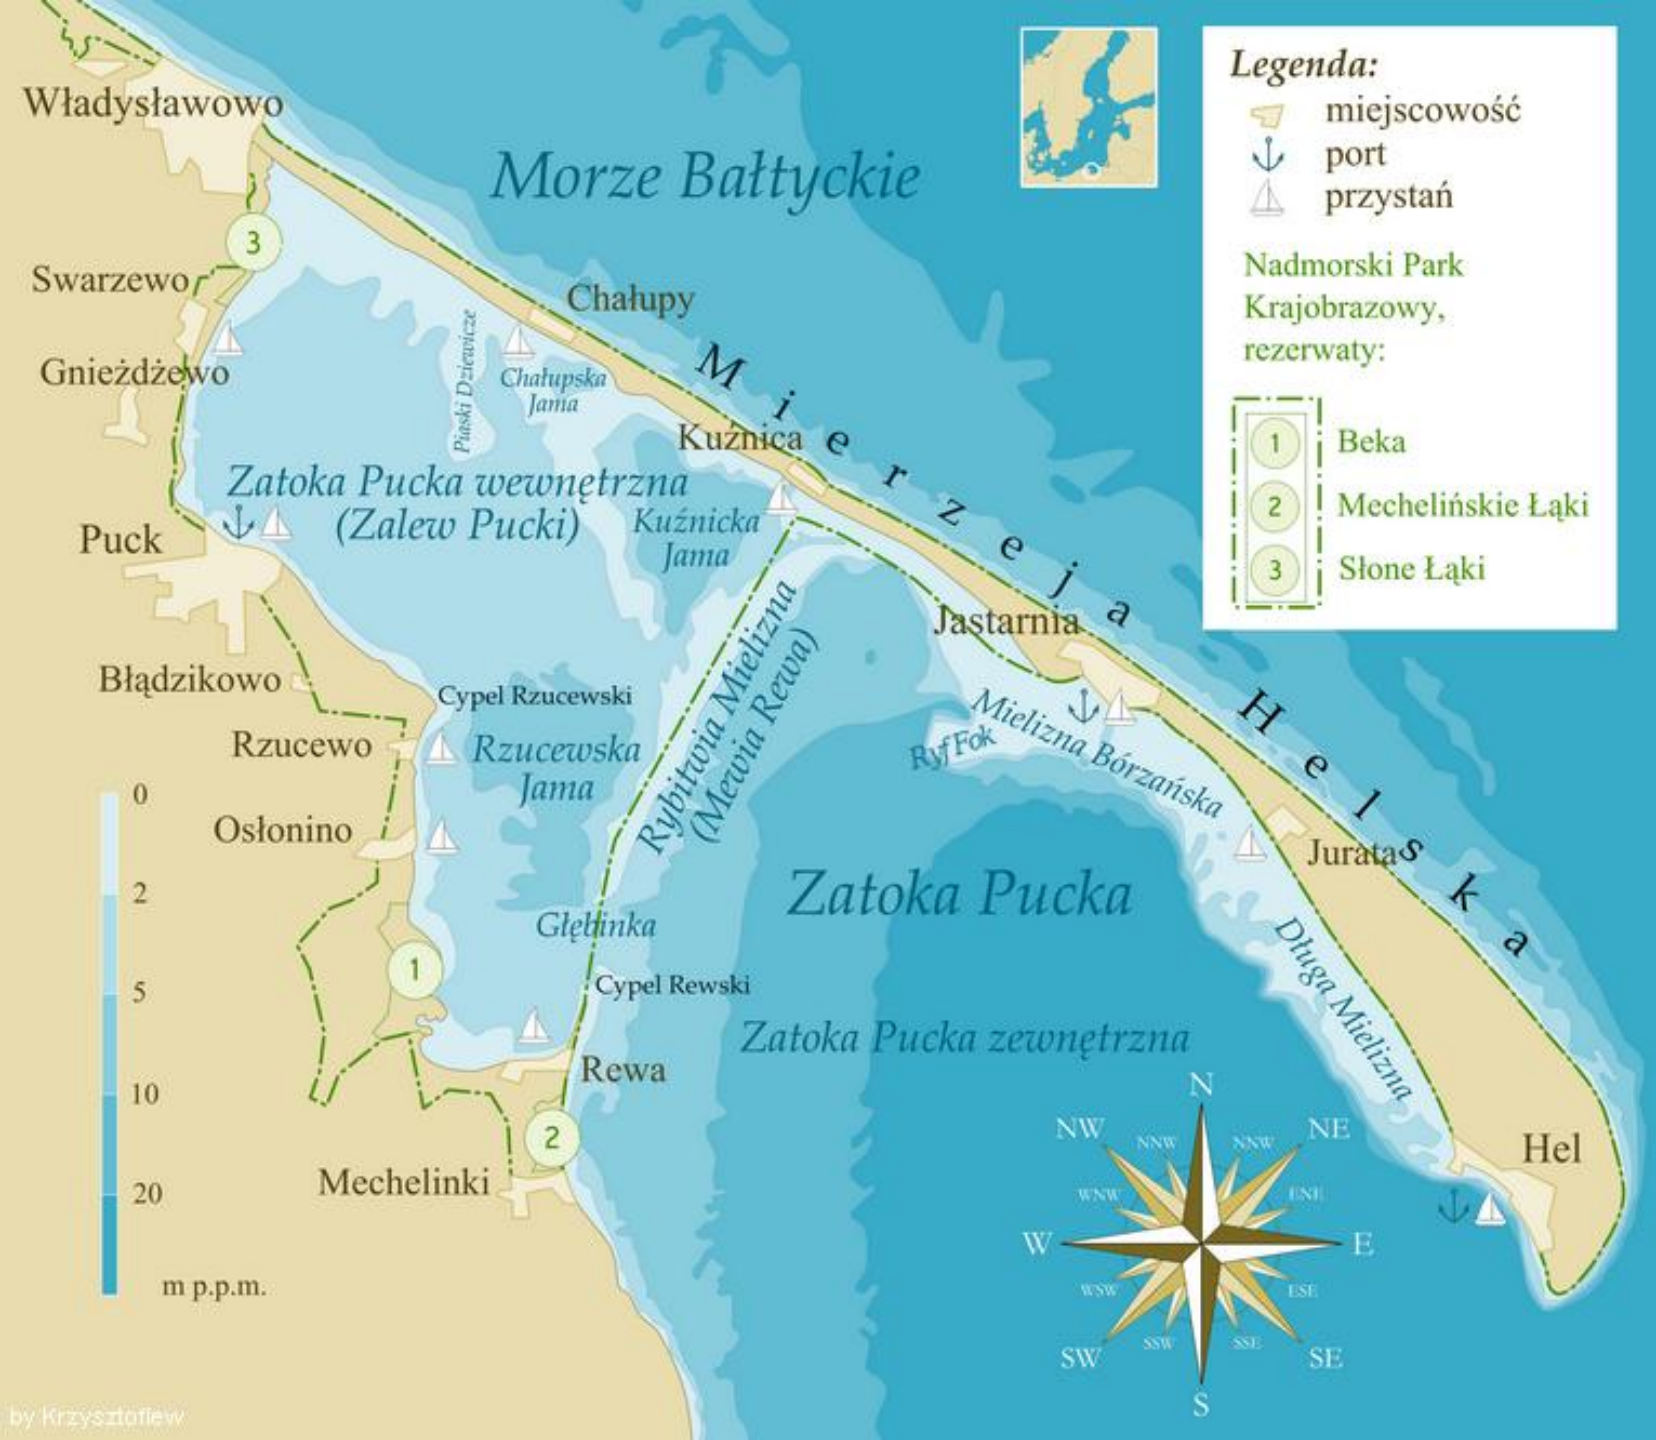 Władysławowo
Swarzewo
Gnieżdżewo
Puck
Błądzikowo
Rzucewo
Osłonino
Mechelinki
Rewa
Morze Bałtyckie
Chałupy
Piaski Dziewicze
Chałupska
Jama
Kuźnica
Zatoka Pucka wewnętrzna
(Zalew Pucki)
Kuźnicka
Jama
Mierzeja Helska
Jastarnia
Cypel Rzucewski
Rzucewska
Jama
Rybitwia Mielizna
(Mewia Rewa)
Ryf Fok
Mielizna Bórzańska
Jurata
Głębinka
Zatoka Pucka
Cypel Rewski
Zatoka Pucka zewnętrzna
Długa Mielizna
Hel
Legenda:
miejscowość
port
przystań
Nadmorski Park
Krajobrazowy,
rezerwaty:
1 Beka
2 Mechelińskie Łąki
3 Słone Łąki
3
1
2
0
2
5
10
20
m p.p.m.
N
NNW
NNW
NW
NE
WNW
ENE
W
E
WSW
ESE
SW
SE
SSW
SSE
S
by Krzysztoflew